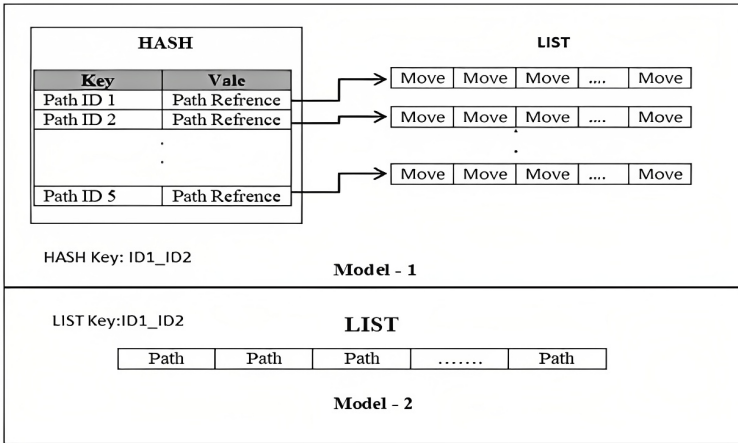 HASH
LIST
Key Vale
Path ID 1 Path Refrence
Move Move Move .... Move
Path ID 2 Path Refrence
Move Move Move .... Move
Path ID 5 Path Refrence
Move Move Move .... Move
HASH Key: ID1_ID2
Model - 1
LIST Key:ID1_ID2
LIST
Path Path Path ....... Path
Model - 2